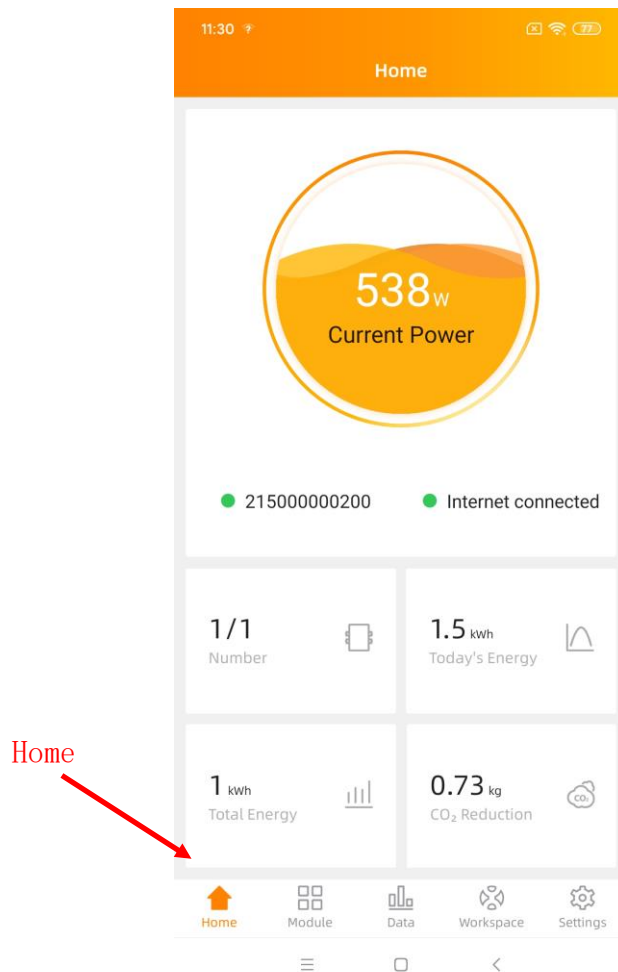 11:30
77
Home
538W
Current Power
215000000200
Internet connected
1/1
Number
1.5 kWh
Today's Energy
Home
1 kWh
Total Energy
0.73 kg
CO₂ Reduction
CO₂
Home Module Data Workspace Settings